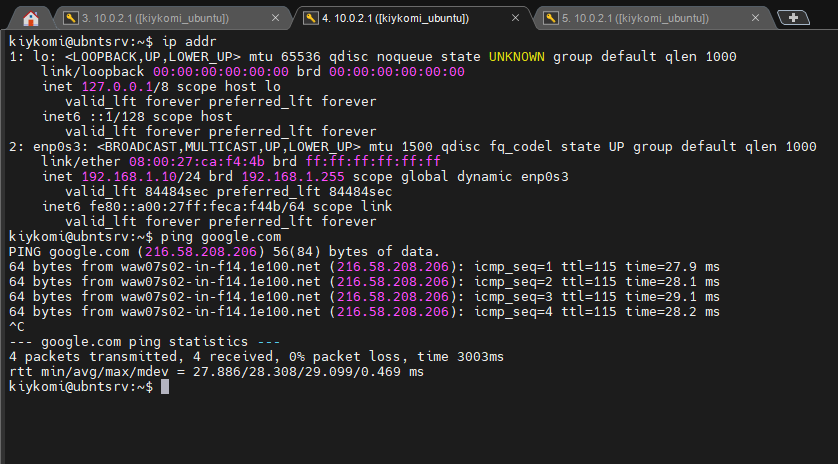 3. 10.0.2.1 ([kiykomi_ubuntu])
4. 10.0.2.1 ([kiykomi_ubuntu])
5. 10.0.2.1 ([kiykomi_ubuntu])
kiykomi@ubntsrv:~$ ip addr
1: lo: <LOOPBACK,UP,LOWER_UP> mtu 65536 qdisc noqueue state UNKNOWN group default qlen 1000
    link/loopback 00:00:00:00:00:00 brd 00:00:00:00:00:00
    inet 127.0.0.1/8 scope host lo
       valid_lft forever preferred_lft forever
    inet6 ::1/128 scope host
       valid_lft forever preferred_lft forever
2: enp0s3: <BROADCAST,MULTICAST,UP,LOWER_UP> mtu 1500 qdisc fq_codel state UP group default qlen 1000
    link/ether 08:00:27:ca:f4:4b brd ff:ff:ff:ff:ff:ff
    inet 192.168.1.10/24 brd 192.168.1.255 scope global dynamic enp0s3
       valid_lft 84484sec preferred_lft 84484sec
    inet6 fe80::a00:27ff:feca:f44b/64 scope link
       valid_lft forever preferred_lft forever
kiykomi@ubntsrv:~$ ping google.com
PING google.com (216.58.208.206) 56(84) bytes of data.
64 bytes from waw07s02-in-f14.1e100.net (216.58.208.206): icmp_seq=1 ttl=115 time=27.9 ms
64 bytes from waw07s02-in-f14.1e100.net (216.58.208.206): icmp_seq=2 ttl=115 time=28.1 ms
64 bytes from waw07s02-in-f14.1e100.net (216.58.208.206): icmp_seq=3 ttl=115 time=29.1 ms
64 bytes from waw07s02-in-f14.1e100.net (216.58.208.206): icmp_seq=4 ttl=115 time=28.2 ms
^C
--- google.com ping statistics ---
4 packets transmitted, 4 received, 0% packet loss, time 3003ms
rtt min/avg/max/mdev = 27.886/28.308/29.099/0.469 ms
kiykomi@ubntsrv:~$